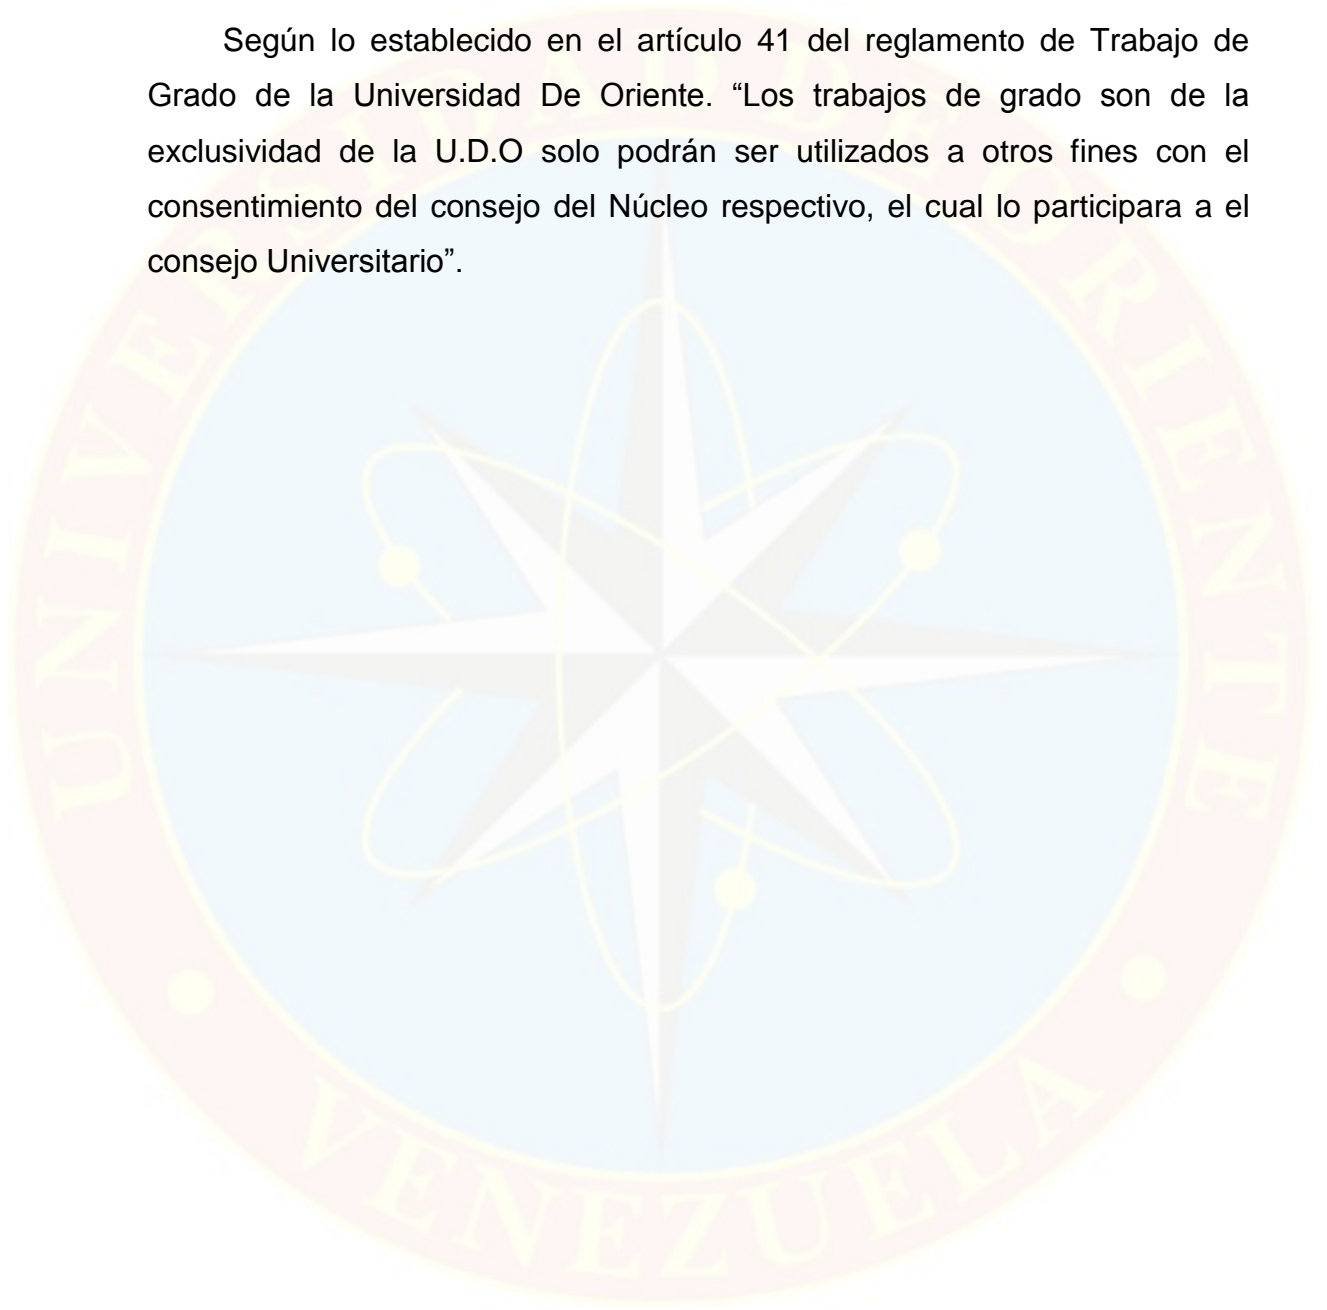 Según lo establecido en el artículo 41 del reglamento de Trabajo de
Grado de la Universidad De Oriente. “Los trabajos de grado son de la
exclusividad de la U.D.O solo podrán ser utilizados a otros fines con el
consentimiento del consejo del Núcleo respectivo, el cual lo participara a el
consejo Universitario”.
UNIVERSIDAD DE ORIENTE
VENEZUELA